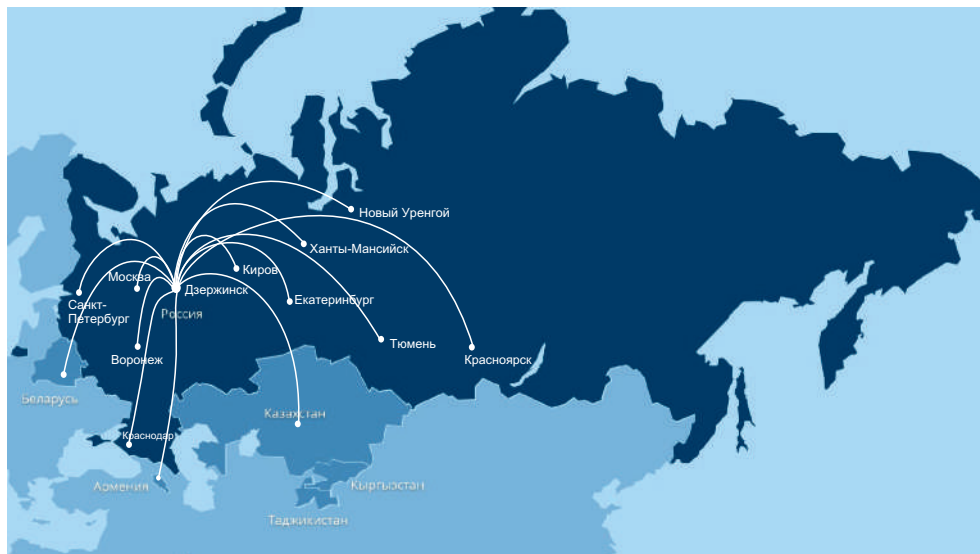 Новый Уренгой
Ханты-Мансийск
Киров
Москва
Дзержинск
Санкт-
Петербург
Екатеринбург
Россия
Тюмень
Воронеж
Красноярск
Беларусь
Казахстан
Краснодар
Армения
Кыргызстан
Таджикистан